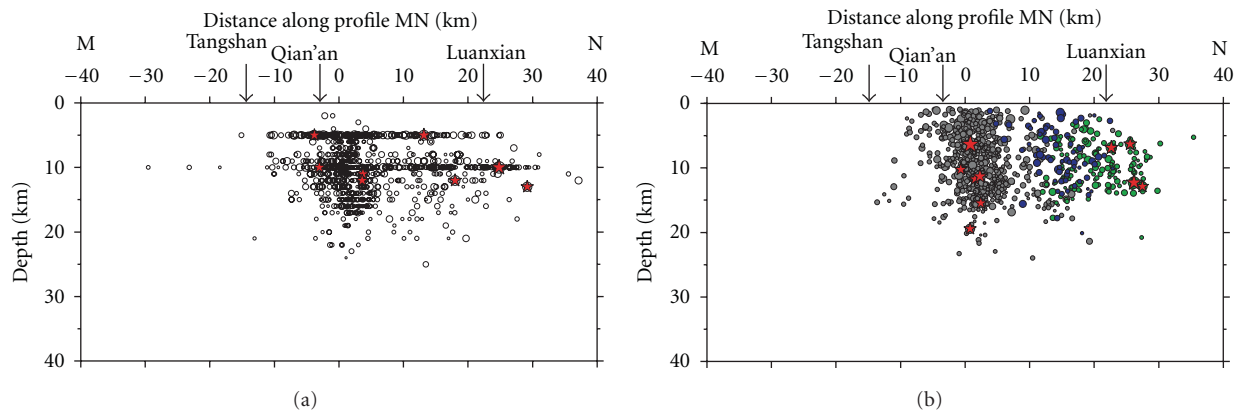 Distance along profile MN (km)
M
Tangshan
Qian'an
Luanxian
N
−40 −30 −20 −10 0 10 20 30 40
0
10
20
30
40
Depth (km)
(a)
Distance along profile MN (km)
M
Tangshan
Qian'an
Luanxian
N
−40 −30 −20 −10 0 10 20 30 40
0
10
20
30
40
Depth (km)
(b)